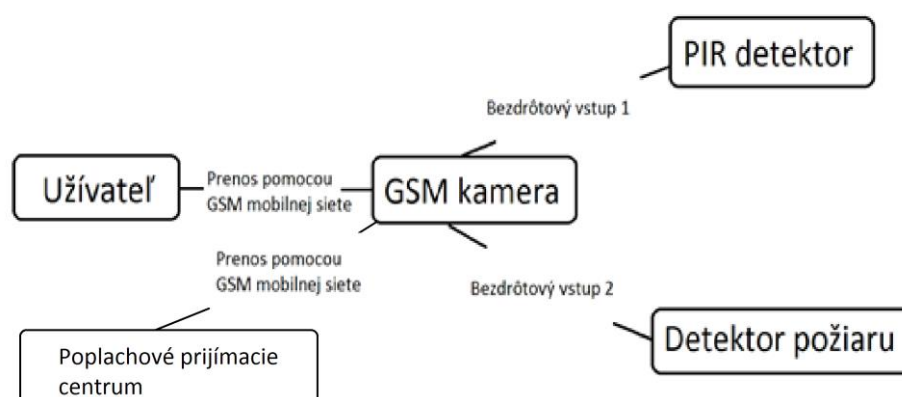 PIR detektor
Bezdrôtový vstup 1
Užívateľ
Prenos pomocou
GSM mobilnej siete
GSM kamera
Prenos pomocou
GSM mobilnej siete
Bezdrôtový vstup 2
Detektor požiaru
Poplachové prijímacie
centrum